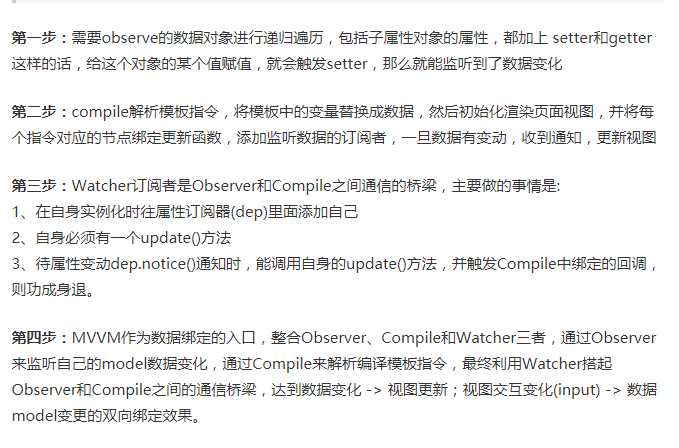 第一步：需要observe的数据对象进行递归遍历，包括子属性对象的属性，都加上 setter和getter
这样的话，给这个对象的某个值赋值，就会触发setter，那么就能监听到了数据变化
第二步：compile解析模板指令，将模板中的变量替换成数据，然后初始化渲染页面视图，并将每
个指令对应的节点绑定更新函数，添加监听数据的订阅者，一旦数据有变动，收到通知，更新视图
第三步：Watcher订阅者是Observer和Compile之间通信的桥梁，主要做的事情是:
1、在自身实例化时往属性订阅器(dep)里面添加自己
2、自身必须有一个update()方法
3、待属性变动dep.notice()通知时，能调用自身的update()方法，并触发Compile中绑定的回调，
则功成身退。
第四步：MVVM作为数据绑定的入口，整合Observer、Compile和Watcher三者，通过Observer
来监听自己的model数据变化，通过Compile来解析编译模板指令，最终利用Watcher搭起
Observer和Compile之间的通信桥梁，达到数据变化 -> 视图更新；视图交互变化(input) -> 数据
model变更的双向绑定效果。